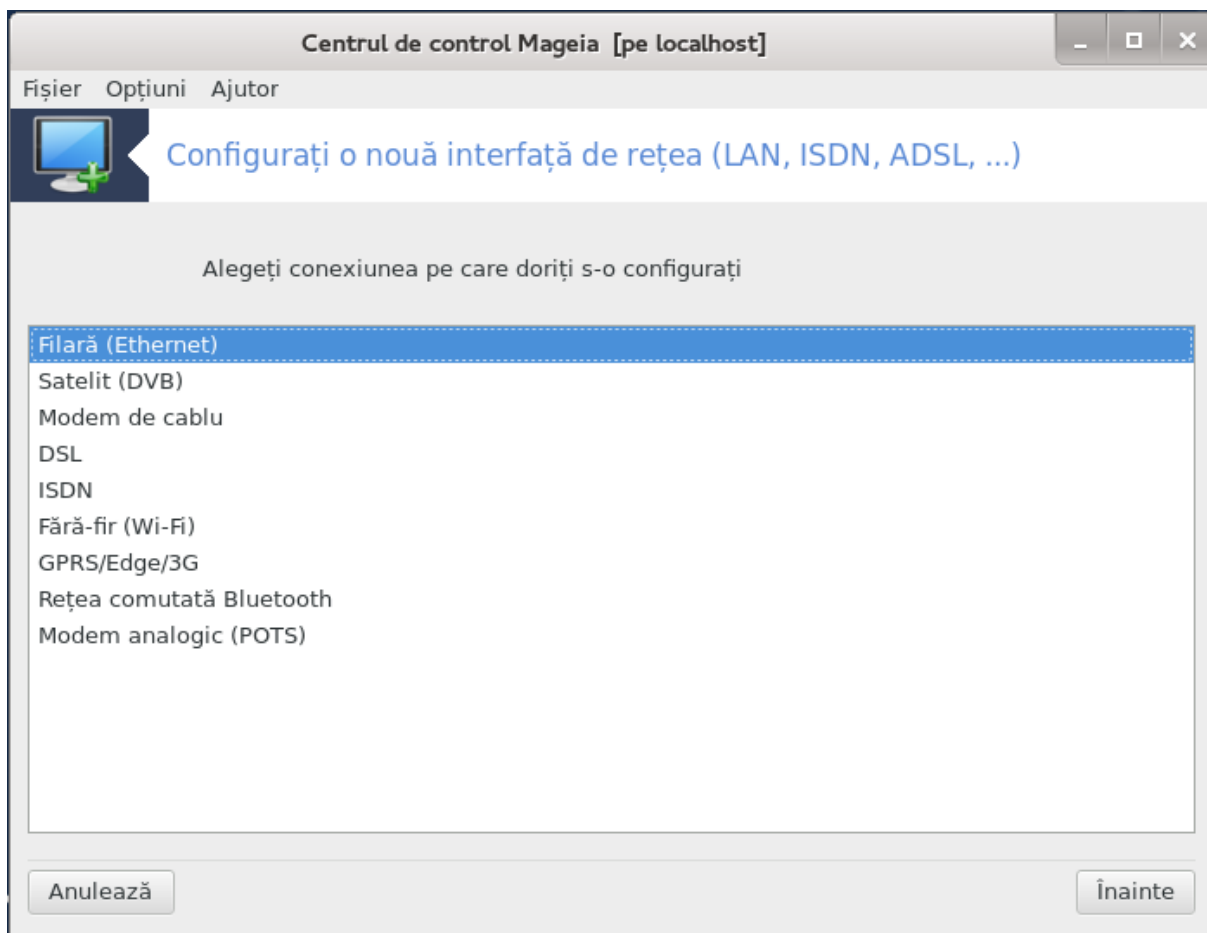 Centrul de control Mageia [pe localhost]
Fișier Opțiuni Ajutor
Configurați o nouă interfață de rețea (LAN, ISDN, ADSL, ...)
Alegeți conexiunea pe care doriți s-o configurați
Filară (Ethernet)
Satelit (DVB)
Modem de cablu
DSL
ISDN
Fără-fir (Wi-Fi)
GPRS/Edge/3G
Rețea comutată Bluetooth
Modem analogic (POTS)
Anulează Înainte